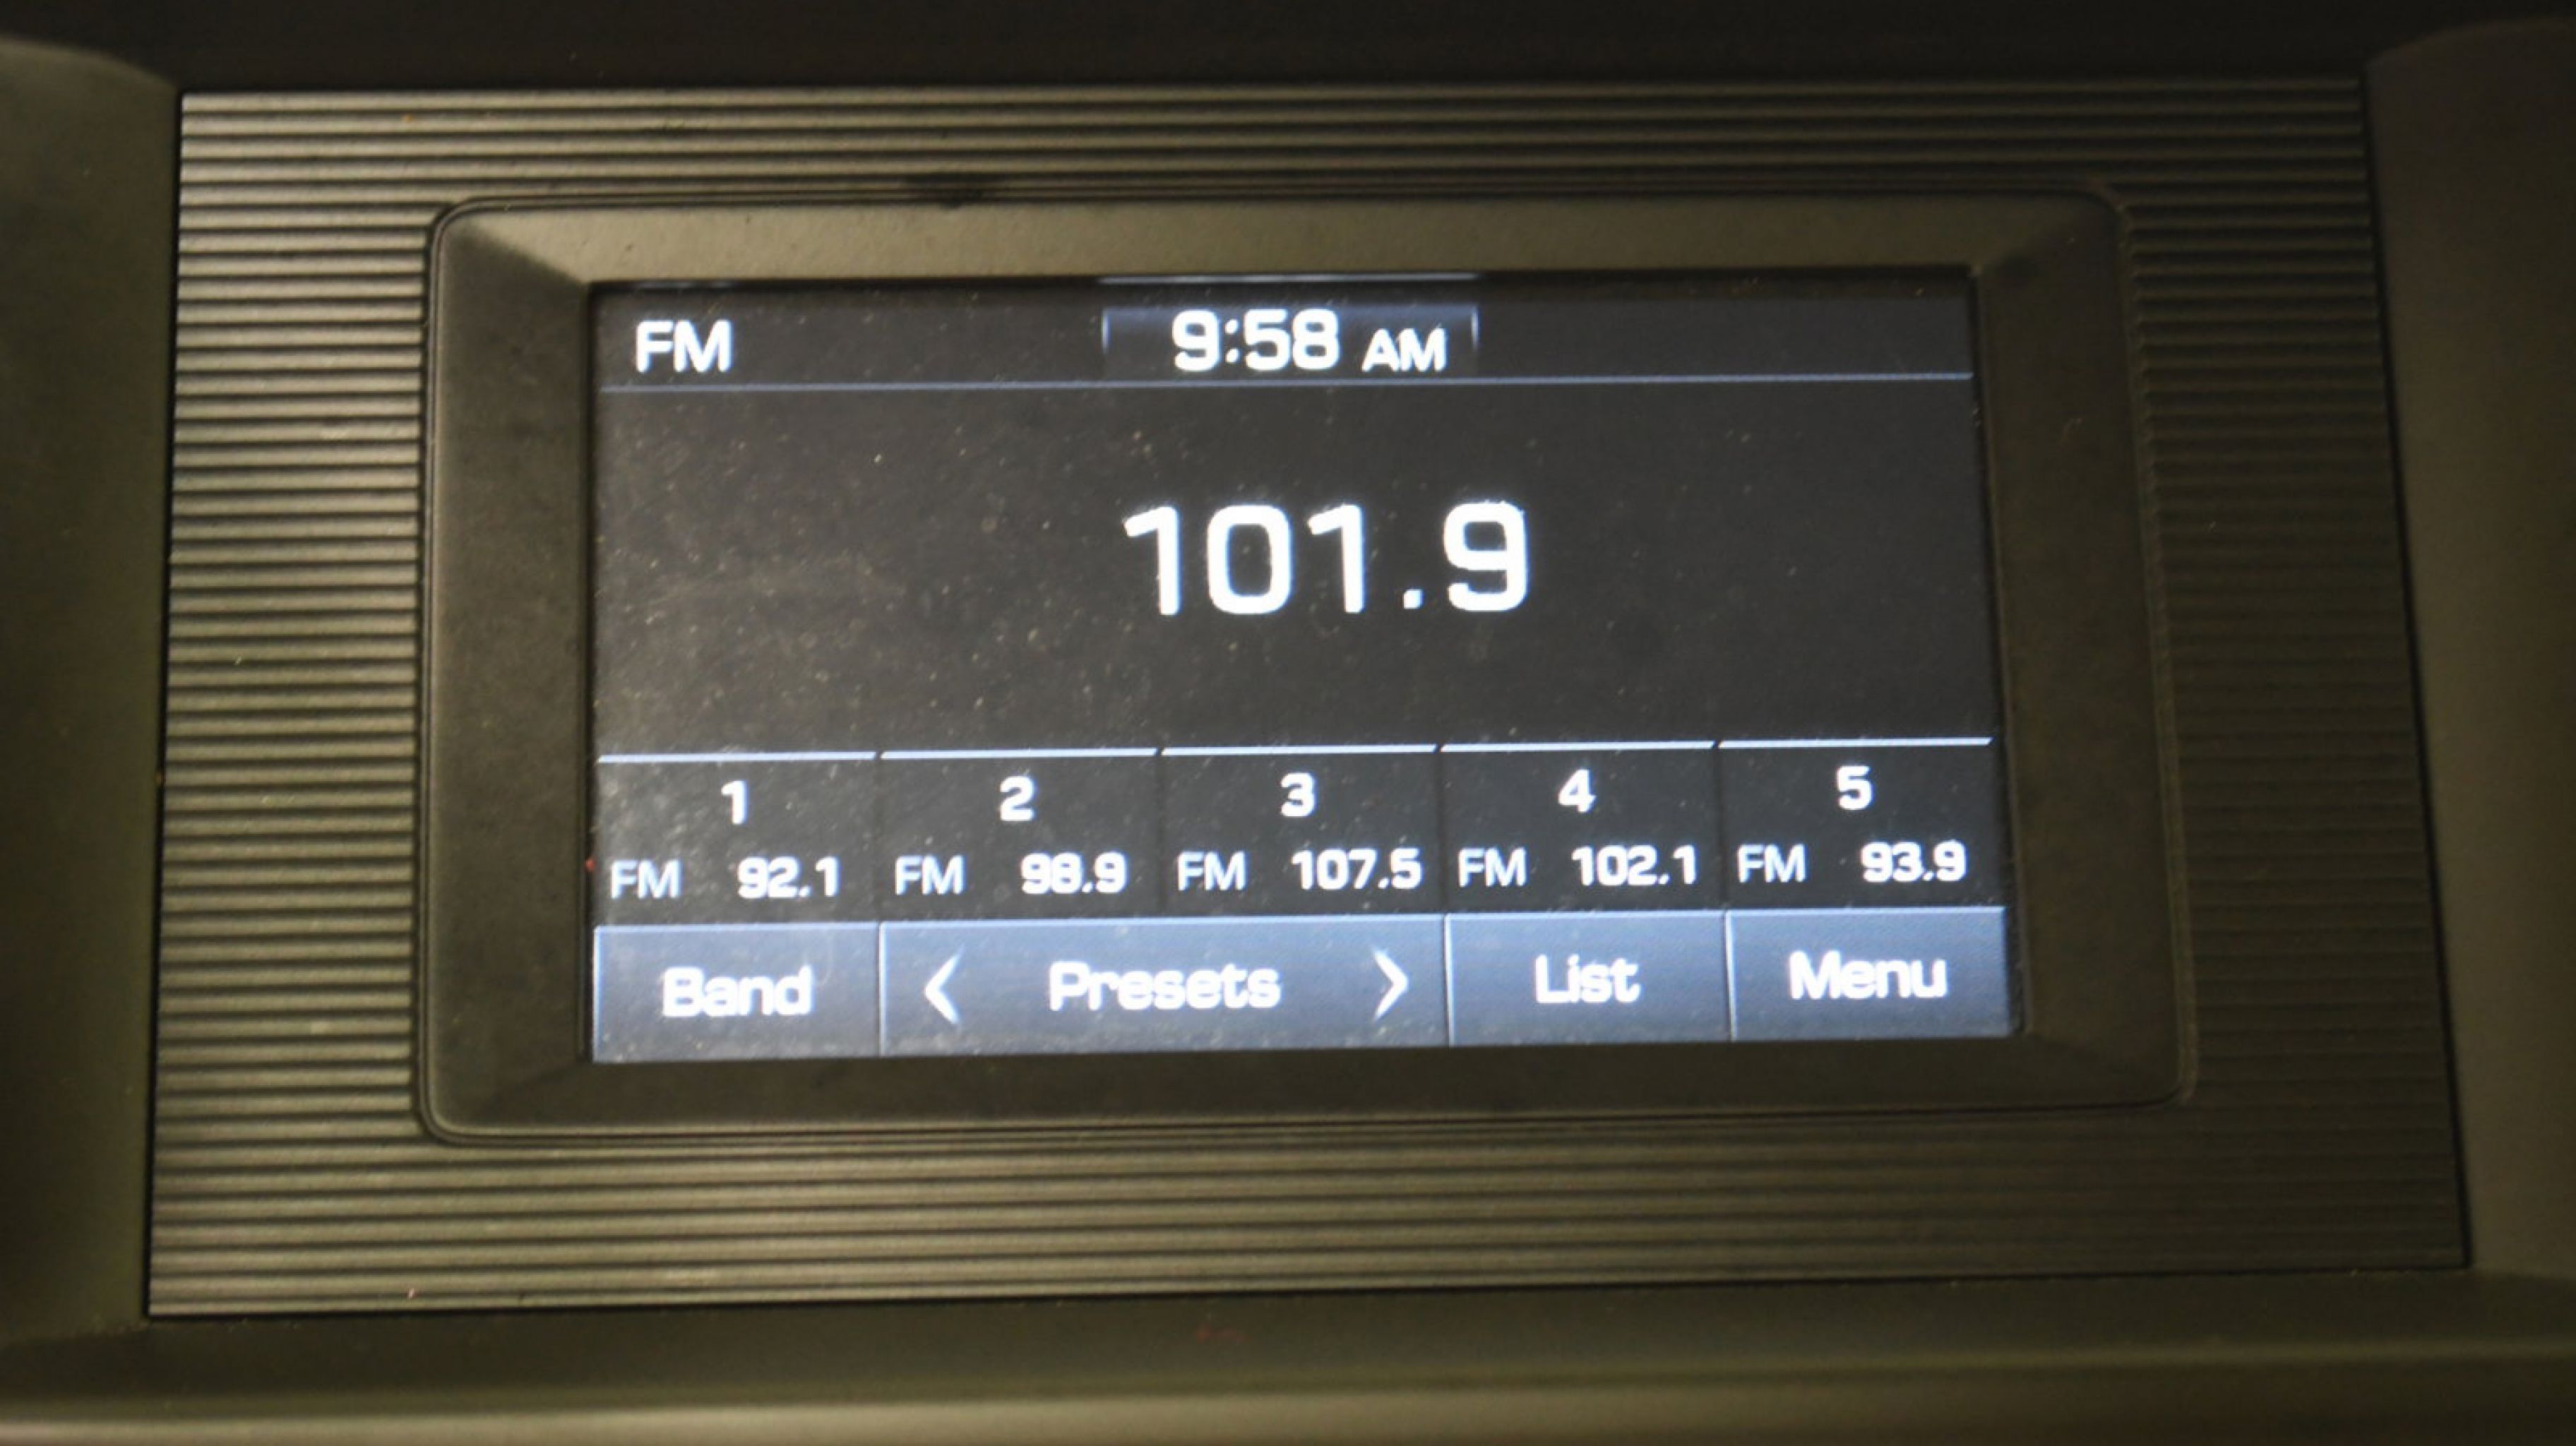 FM 9:58 AM
101.9
1 2 3 4 5
FM 92.1 FM 98.9 FM 107.5 FM 102.1 FM 93.9
Band < Presets > List Menu